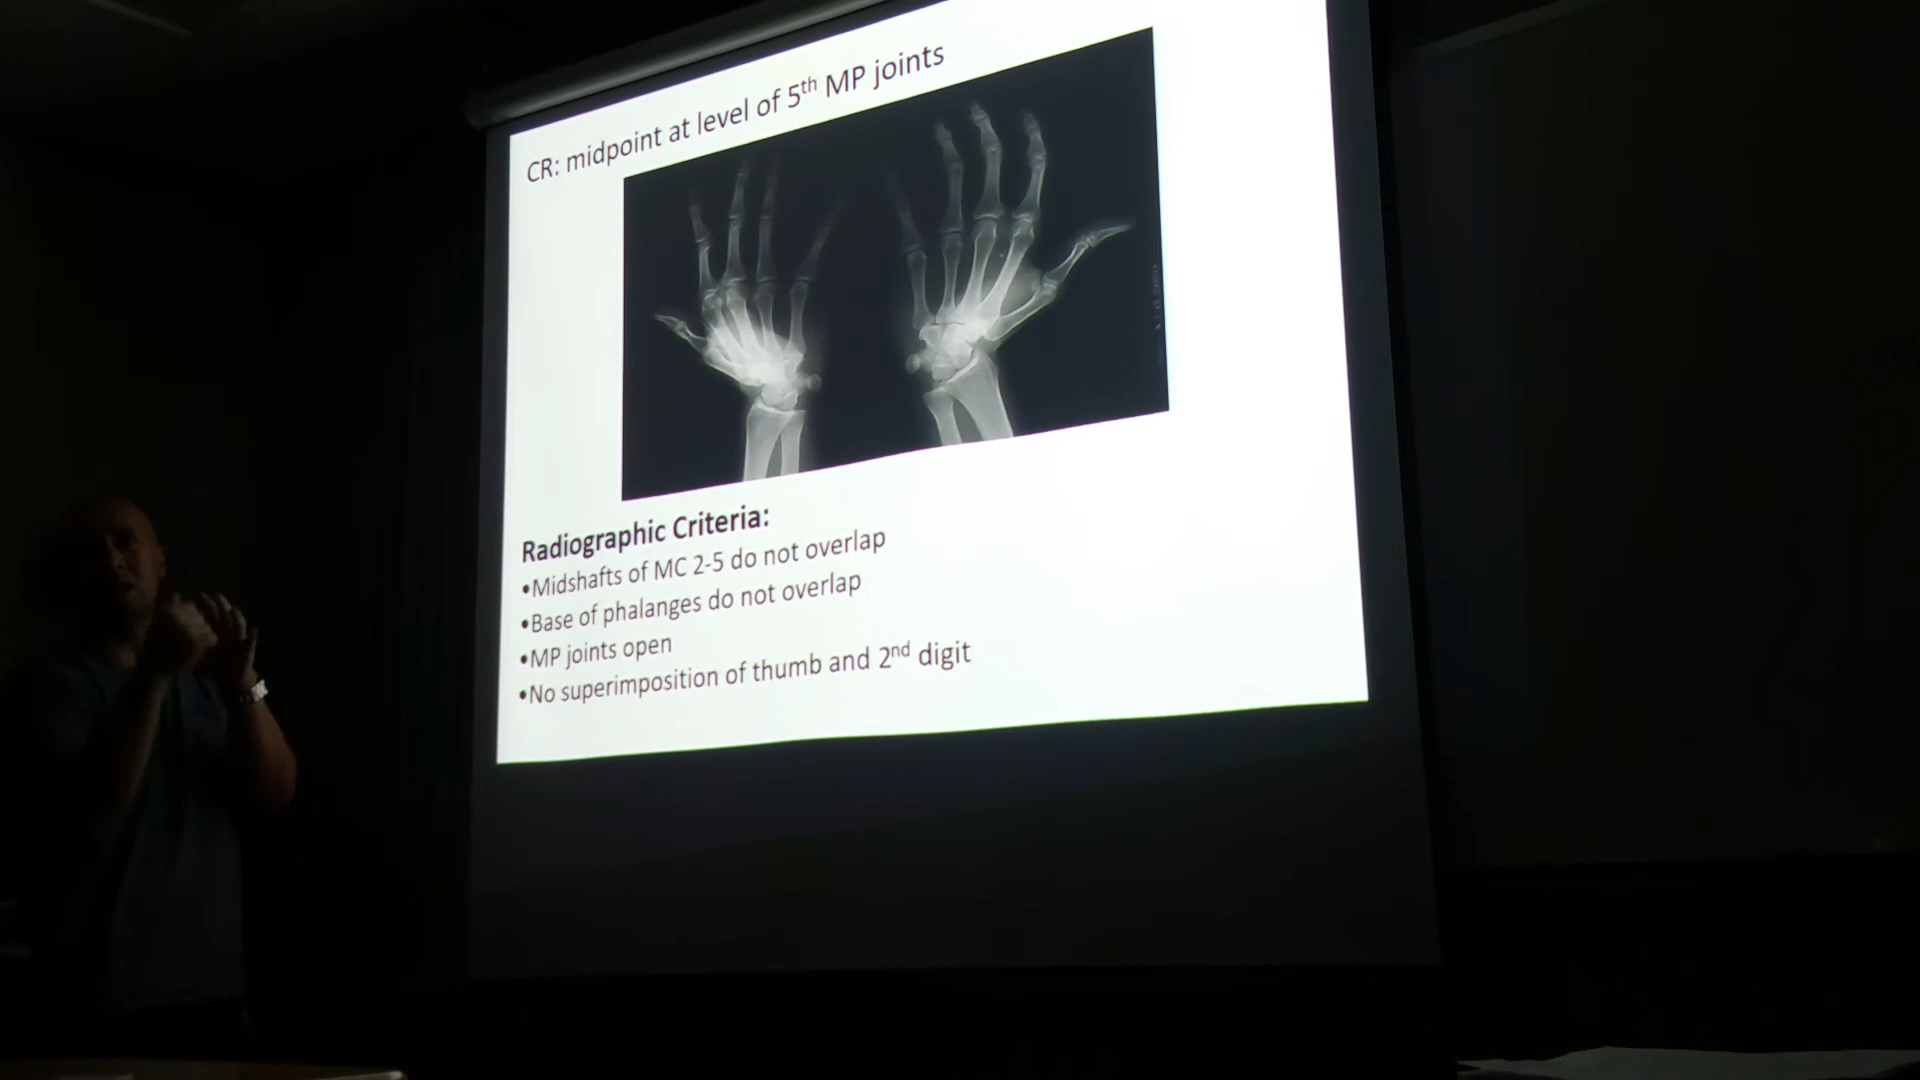 CR: midpoint at level of 5th MP joints
Radiographic Criteria:
•Midshafts of MC 2-5 do not overlap
•Base of phalanges do not overlap
•MP joints open
•No superimposition of thumb and 2nd digit